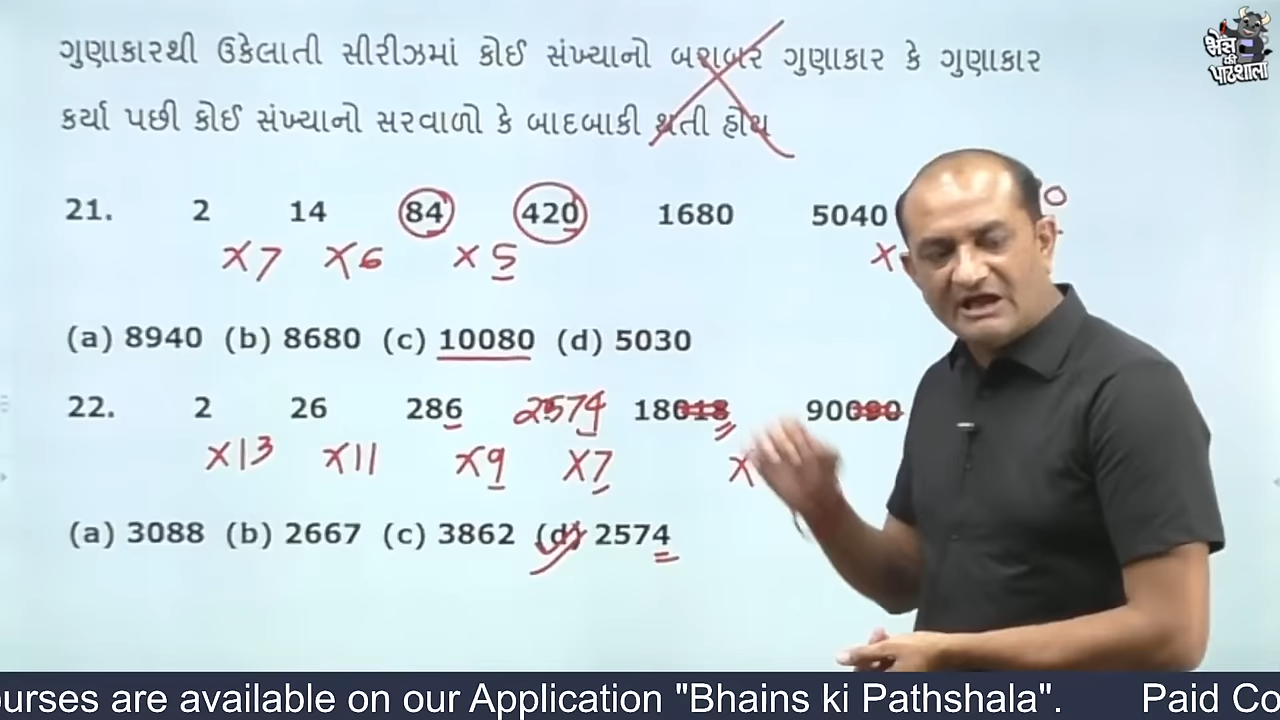 भैंस
की
पाठशाला
ગુણાકારથી ઉકેલાતી સીરીઝમાં કોઈ સંખ્યાનો બરાબર ગુણાકાર કે ગુણાકાર
કર્યા પછી કોઈ સંખ્યાનો સરવાળો કે બાદબાકી થતી હોય
21. 2 14 84 420 1680 5040 0
×7 ×6 ×5 ×
(a) 8940 (b) 8680 (c) 10080 (d) 5030
22. 2 26 286 2574 18018 90090
×13 ×11 ×9 ×7 ×
(a) 3088 (b) 2667 (c) 3862 (d) 2574
ourses are available on our Application "Bhains ki Pathshala". Paid Co